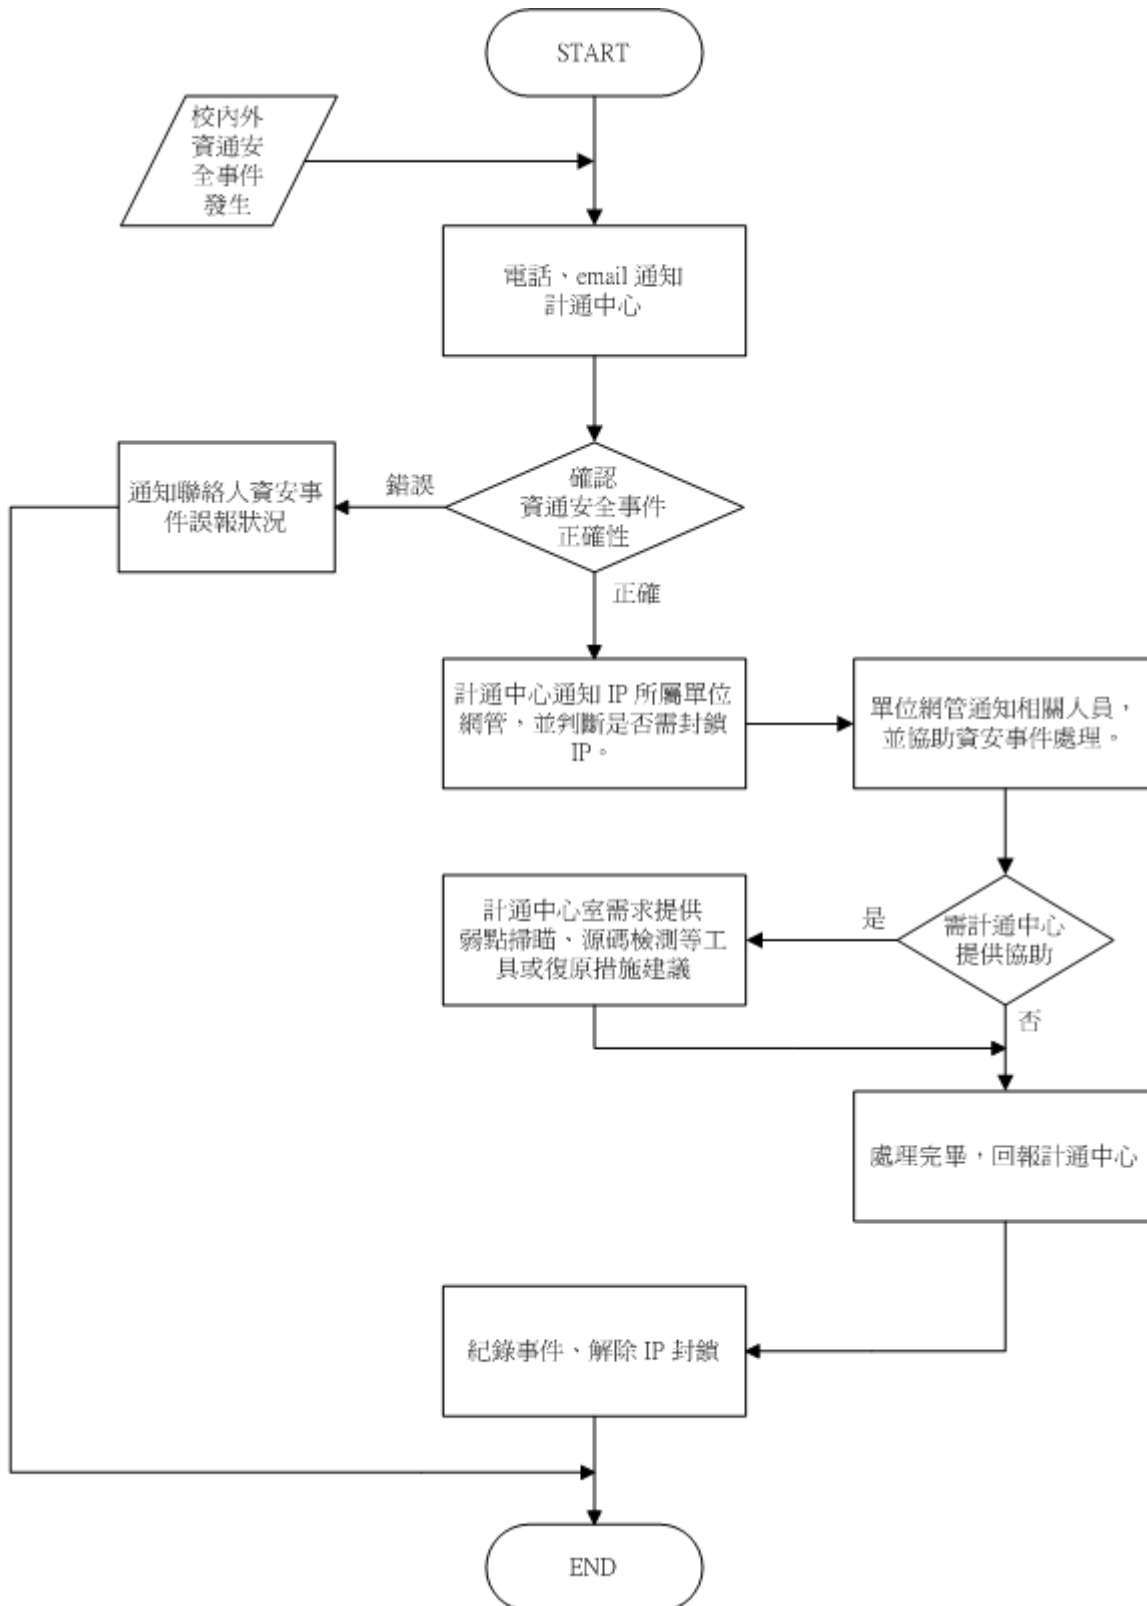 START
校內外
資通安
全事件
發生
電話、email 通知
計通中心
確認
資通安全事件
正確性
錯誤
通知聯絡人資安事
件誤報狀況
正確
計通中心通知 IP 所屬單位
網管，並判斷是否需封鎖
IP。
單位網管通知相關人員，
並協助資安事件處理。
需計通中心
提供協助
是
計通中心室需求提供
弱點掃瞄、源碼檢測等工
具或復原措施建議
否
處理完畢，回報計通中心
紀錄事件、解除 IP 封鎖
END